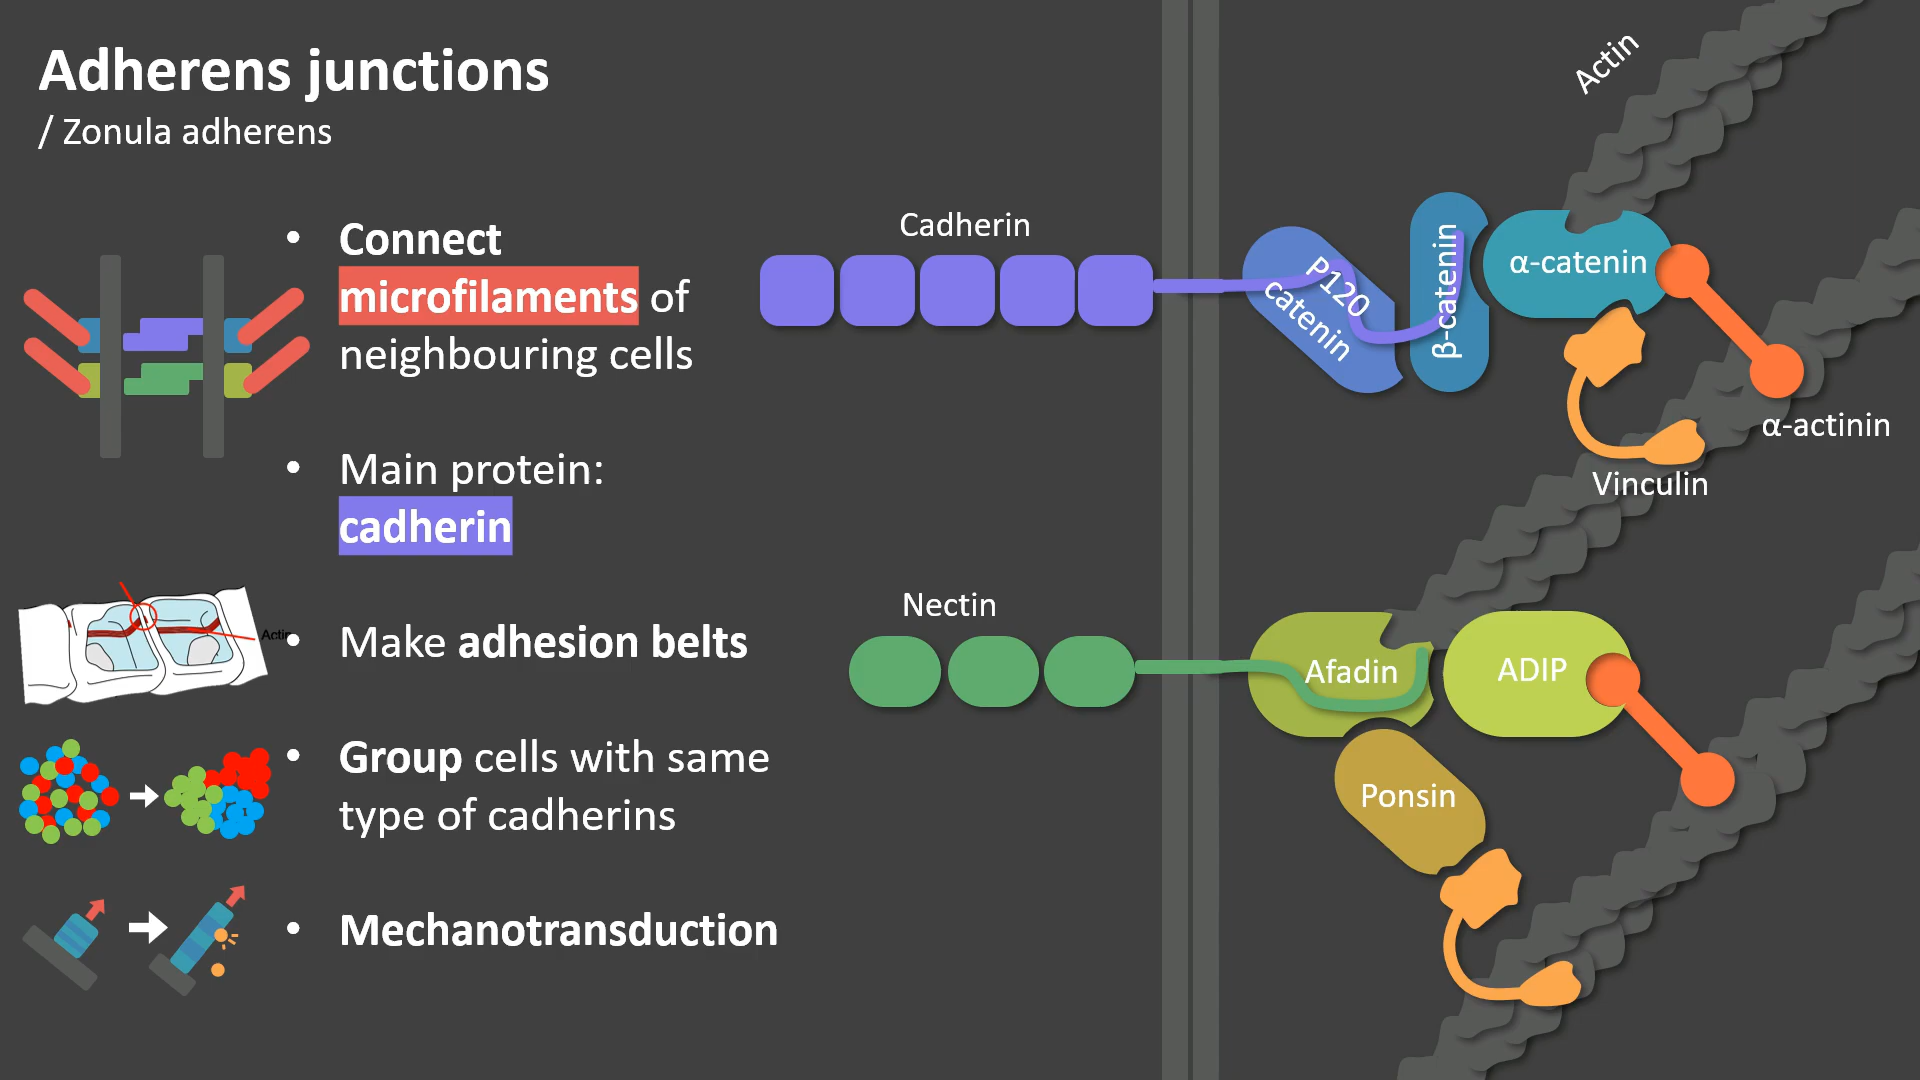 Adherens junctions
/ Zonula adherens
• Connect
microfilaments of
neighbouring cells
• Main protein:
cadherin
• Make adhesion belts
• Group cells with same
type of cadherins
• Mechanotransduction
Actin
Cadherin
P120
catenin
β-catenin
α-catenin
Actin
α-actinin
Vinculin
Nectin
Afadin
ADIP
Ponsin